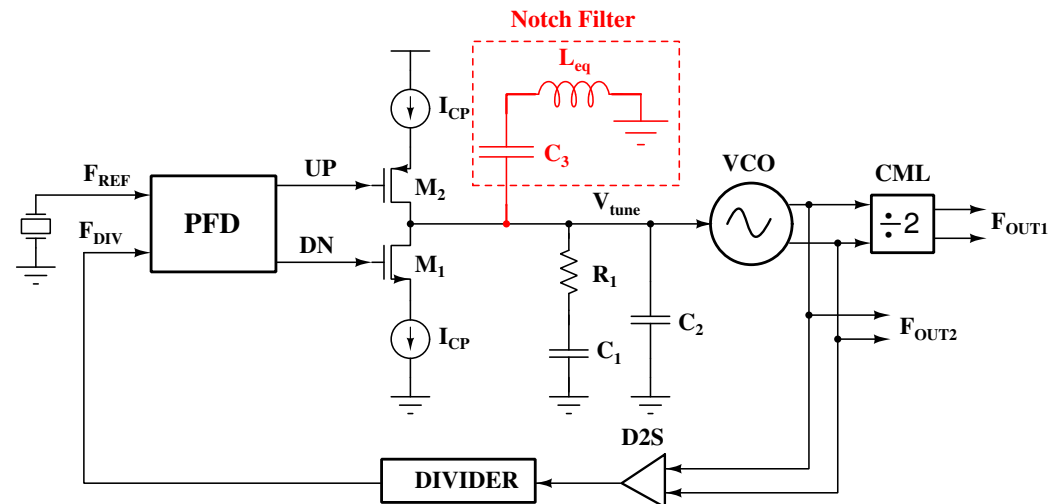 Notch Filter
L_eq
I_CP
C_3
UP
M_2
F_REF
PFD
F_DIV
DN
M_1
I_CP
V_tune
R_1
C_1
C_2
VCO
CML
÷2
F_OUT1
F_OUT2
D2S
DIVIDER